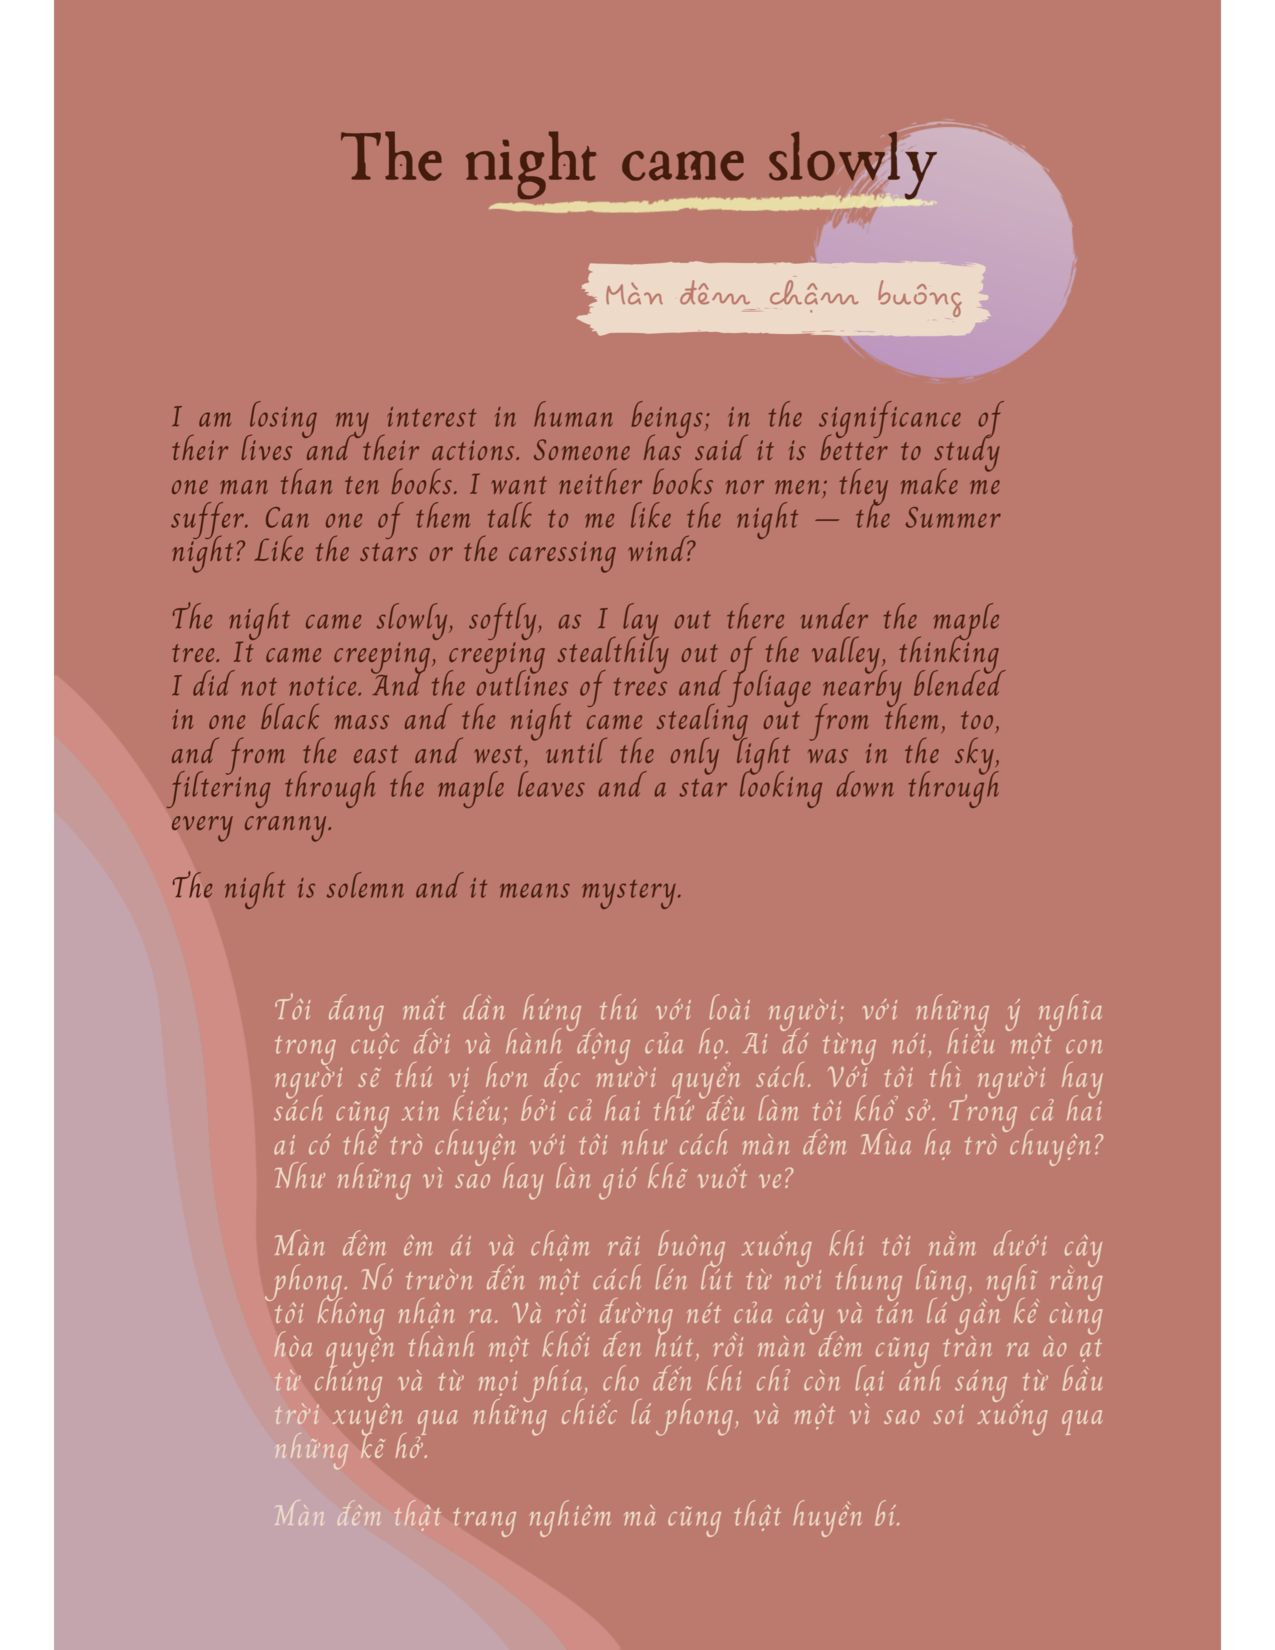 The night came slowly
Màn đêm chậm buông
I am losing my interest in human beings; in the significance of
their lives and their actions. Someone has said it is better to study
one man than ten books. I want neither books nor men; they make me
suffer. Can one of them talk to me like the night — the Summer
night? Like the stars or the caressing wind?
The night came slowly, softly, as I lay out there under the maple
tree. It came creeping, creeping stealthily out of the valley, thinking
I did not notice. And the outlines of trees and foliage nearby blended
in one black mass and the night came stealing out from them, too,
and from the east and west, until the only light was in the sky,
filtering through the maple leaves and a star looking down through
every cranny.
The night is solemn and it means mystery.
Tôi đang mất dần hứng thú với loài người; với những ý nghĩa
trong cuộc đời và hành động của họ. Ai đó từng nói, hiểu một con
người sẽ thú vị hơn đọc mười quyển sách. Với tôi thì người hay
sách cũng xin kiếu; bởi cả hai thứ đều làm tôi khổ sở. Trong cả hai
ai có thể trò chuyện với tôi như cách màn đêm Mùa hạ trò chuyện?
Như những vì sao hay làn gió khẽ vuốt ve?
Màn đêm êm ái và chậm rãi buông xuống khi tôi nằm dưới cây
phong. Nó trườn đến một cách lén lút từ nơi thung lũng, nghĩ rằng
tôi không nhận ra. Và rồi đường nét của cây và tán lá gần kề cùng
hòa quyện thành một khối đen hút, rồi màn đêm cũng tràn ra ào ạt
từ chúng và từ mọi phía, cho đến khi chỉ còn lại ánh sáng từ bầu
trời xuyên qua những chiếc lá phong, và một vì sao soi xuống qua
những kẽ hở.
Màn đêm thật trang nghiêm mà cũng thật huyền bí.